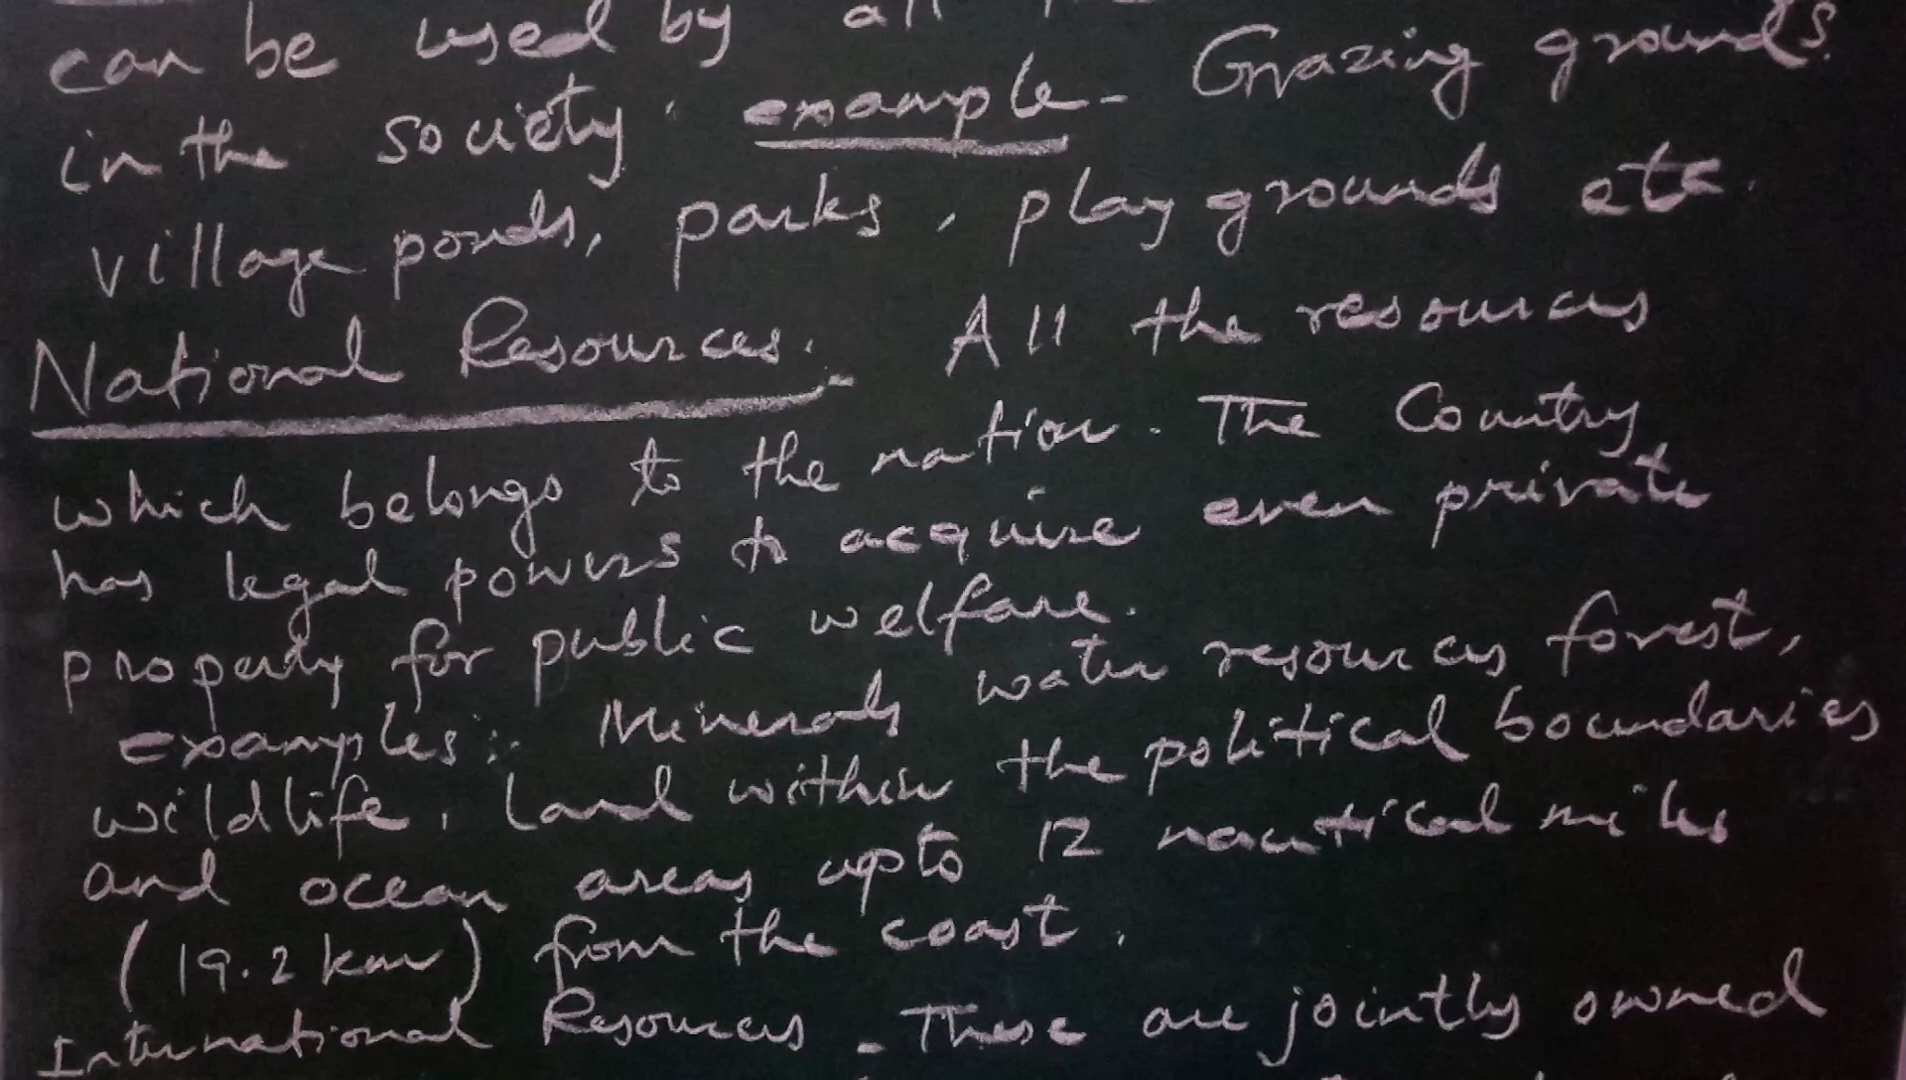 can be used by all
in the society. example - Grazing grounds.
village ponds, parks, play grounds etc.
National Resources. - All the resources
which belongs to the nation. The Country
has legal powers to acquire even private
property for public welfare.
examples:- Minerals water resources forest,
wildlife, land within the political boundaries
and ocean areas upto 12 nautical miles
(19.2 km) from the coast.
International Resources - These are jointly owned